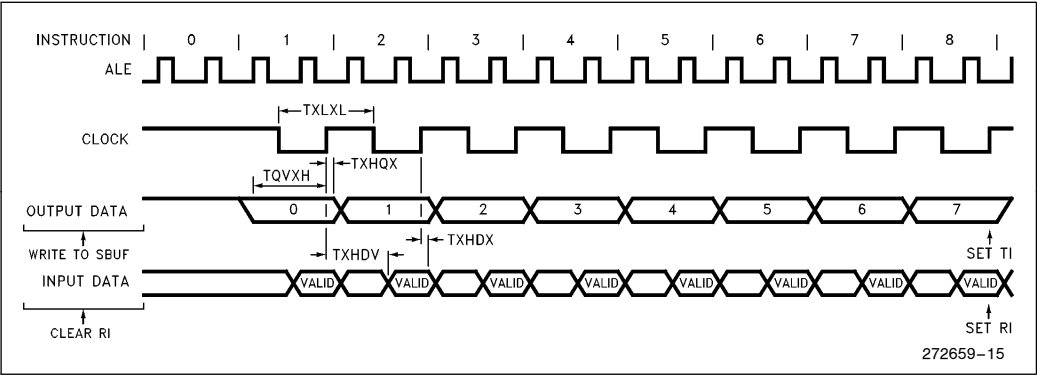 INSTRUCTION | 0 | 1 | 2 | 3 | 4 | 5 | 6 | 7 | 8 |
ALE
TXLXL
CLOCK
TXHQX
TQVXH
OUTPUT DATA 0 1 2 3 4 5 6 7
TXHDX
WRITE TO SBUF
TXHDV
SET TI
INPUT DATA VALID VALID VALID VALID VALID VALID VALID VALID
CLEAR RI
SET RI
272659–15